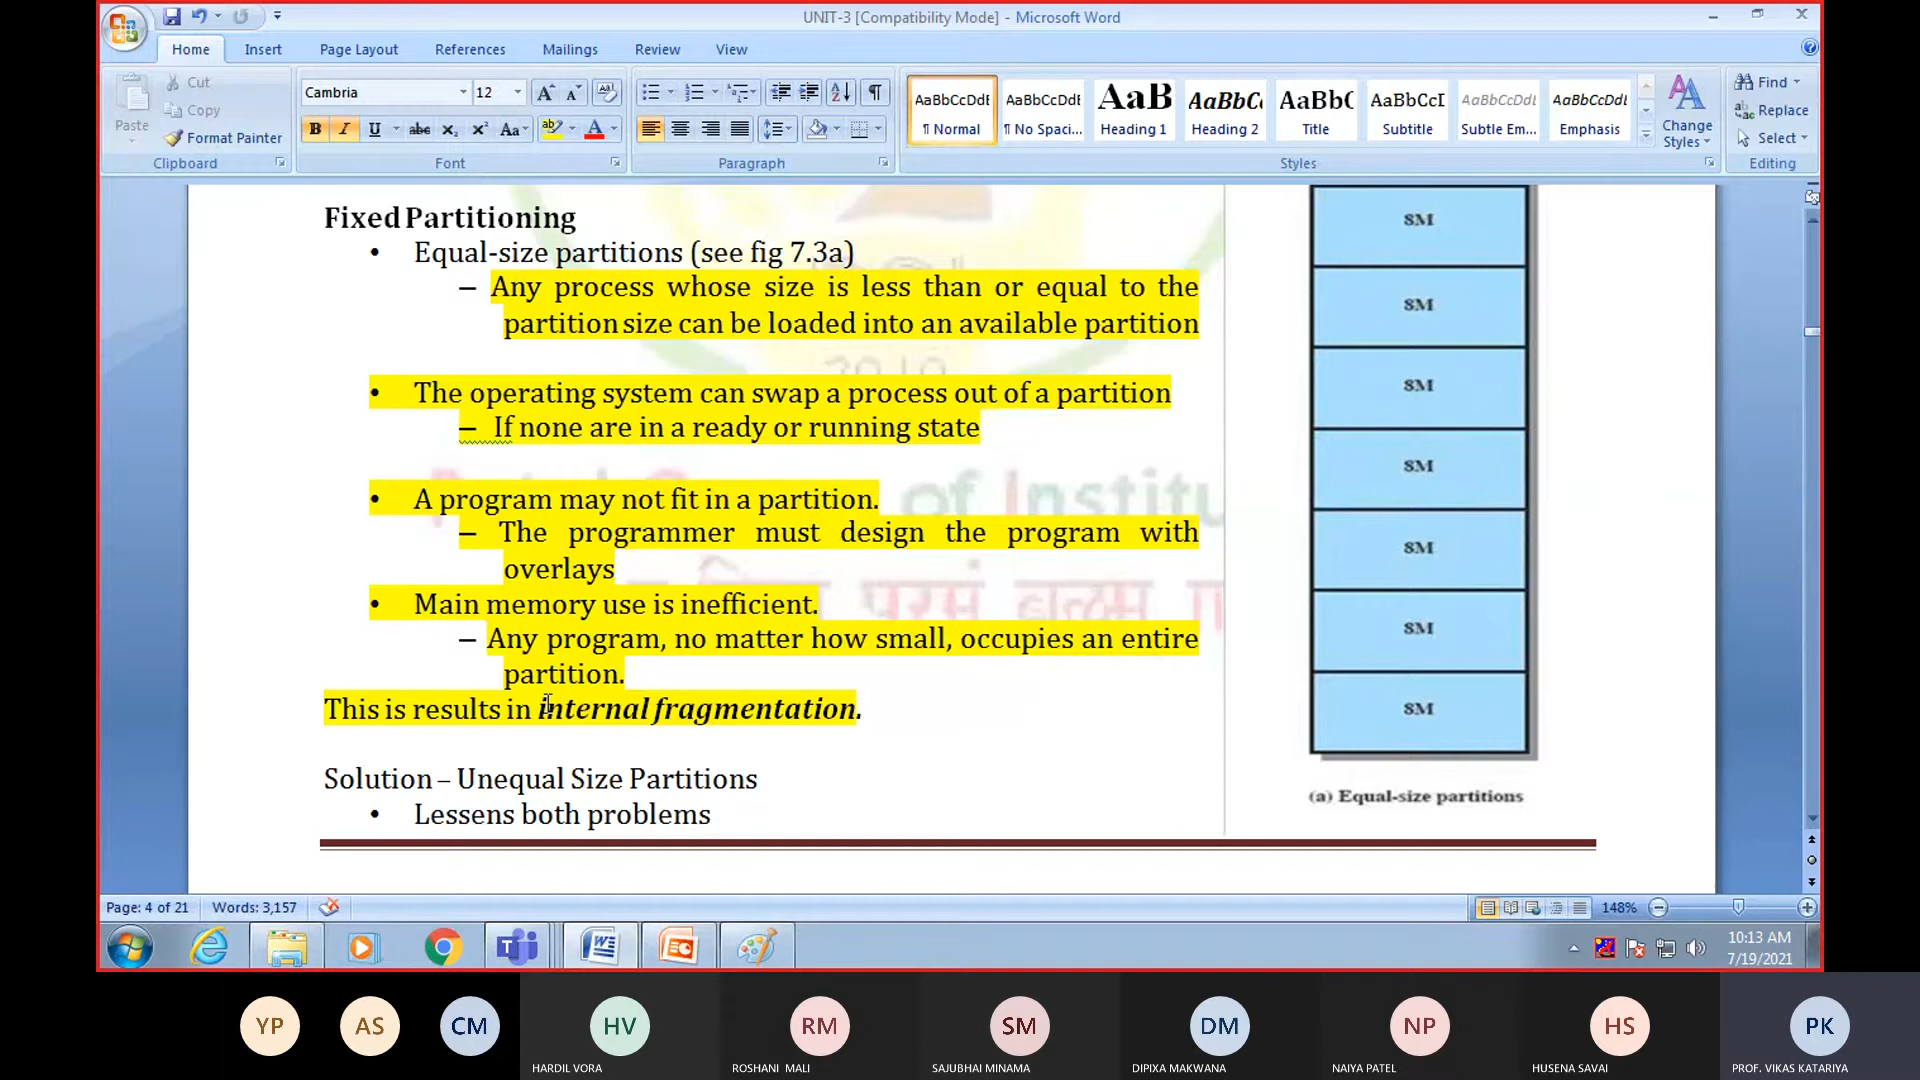 UNIT-3 [Compatibility Mode] - Microsoft Word
Home Insert Page Layout References Mailings Review View
Paste
Cut
Copy
Format Painter
Clipboard
Cambria 12
Font
Paragraph
AaBbCcDdE AaBbCcDdE AaB AaBbCc AaBbC AaBbCcI AaBbCcDdE AaBbCcDdE
¶ Normal ¶ No Spaci... Heading 1 Heading 2 Title Subtitle Subtle Em... Emphasis
Change Styles
Styles
Find
Replace
Select
Editing
Fixed Partitioning
• Equal-size partitions (see fig 7.3a)
– Any process whose size is less than or equal to the
partition size can be loaded into an available partition
• The operating system can swap a process out of a partition
– If none are in a ready or running state
• A program may not fit in a partition.
– The programmer must design the program with
overlays
• Main memory use is inefficient.
– Any program, no matter how small, occupies an entire
partition.
This is results in internal fragmentation.
Solution – Unequal Size Partitions
• Lessens both problems
of Institu
परमं बलम
8M
8M
8M
8M
8M
8M
8M
(a) Equal-size partitions
Page: 4 of 21 Words: 3,157
148%
10:13 AM
7/19/2021
YP AS CM HV RM SM DM NP HS PK
HARDIL VORA ROSHANI MALI SAJUBHAI MINAMA DIPIXA MAKWANA NAIYA PATEL HUSENA SAVAI PROF. VIKAS KATARIYA